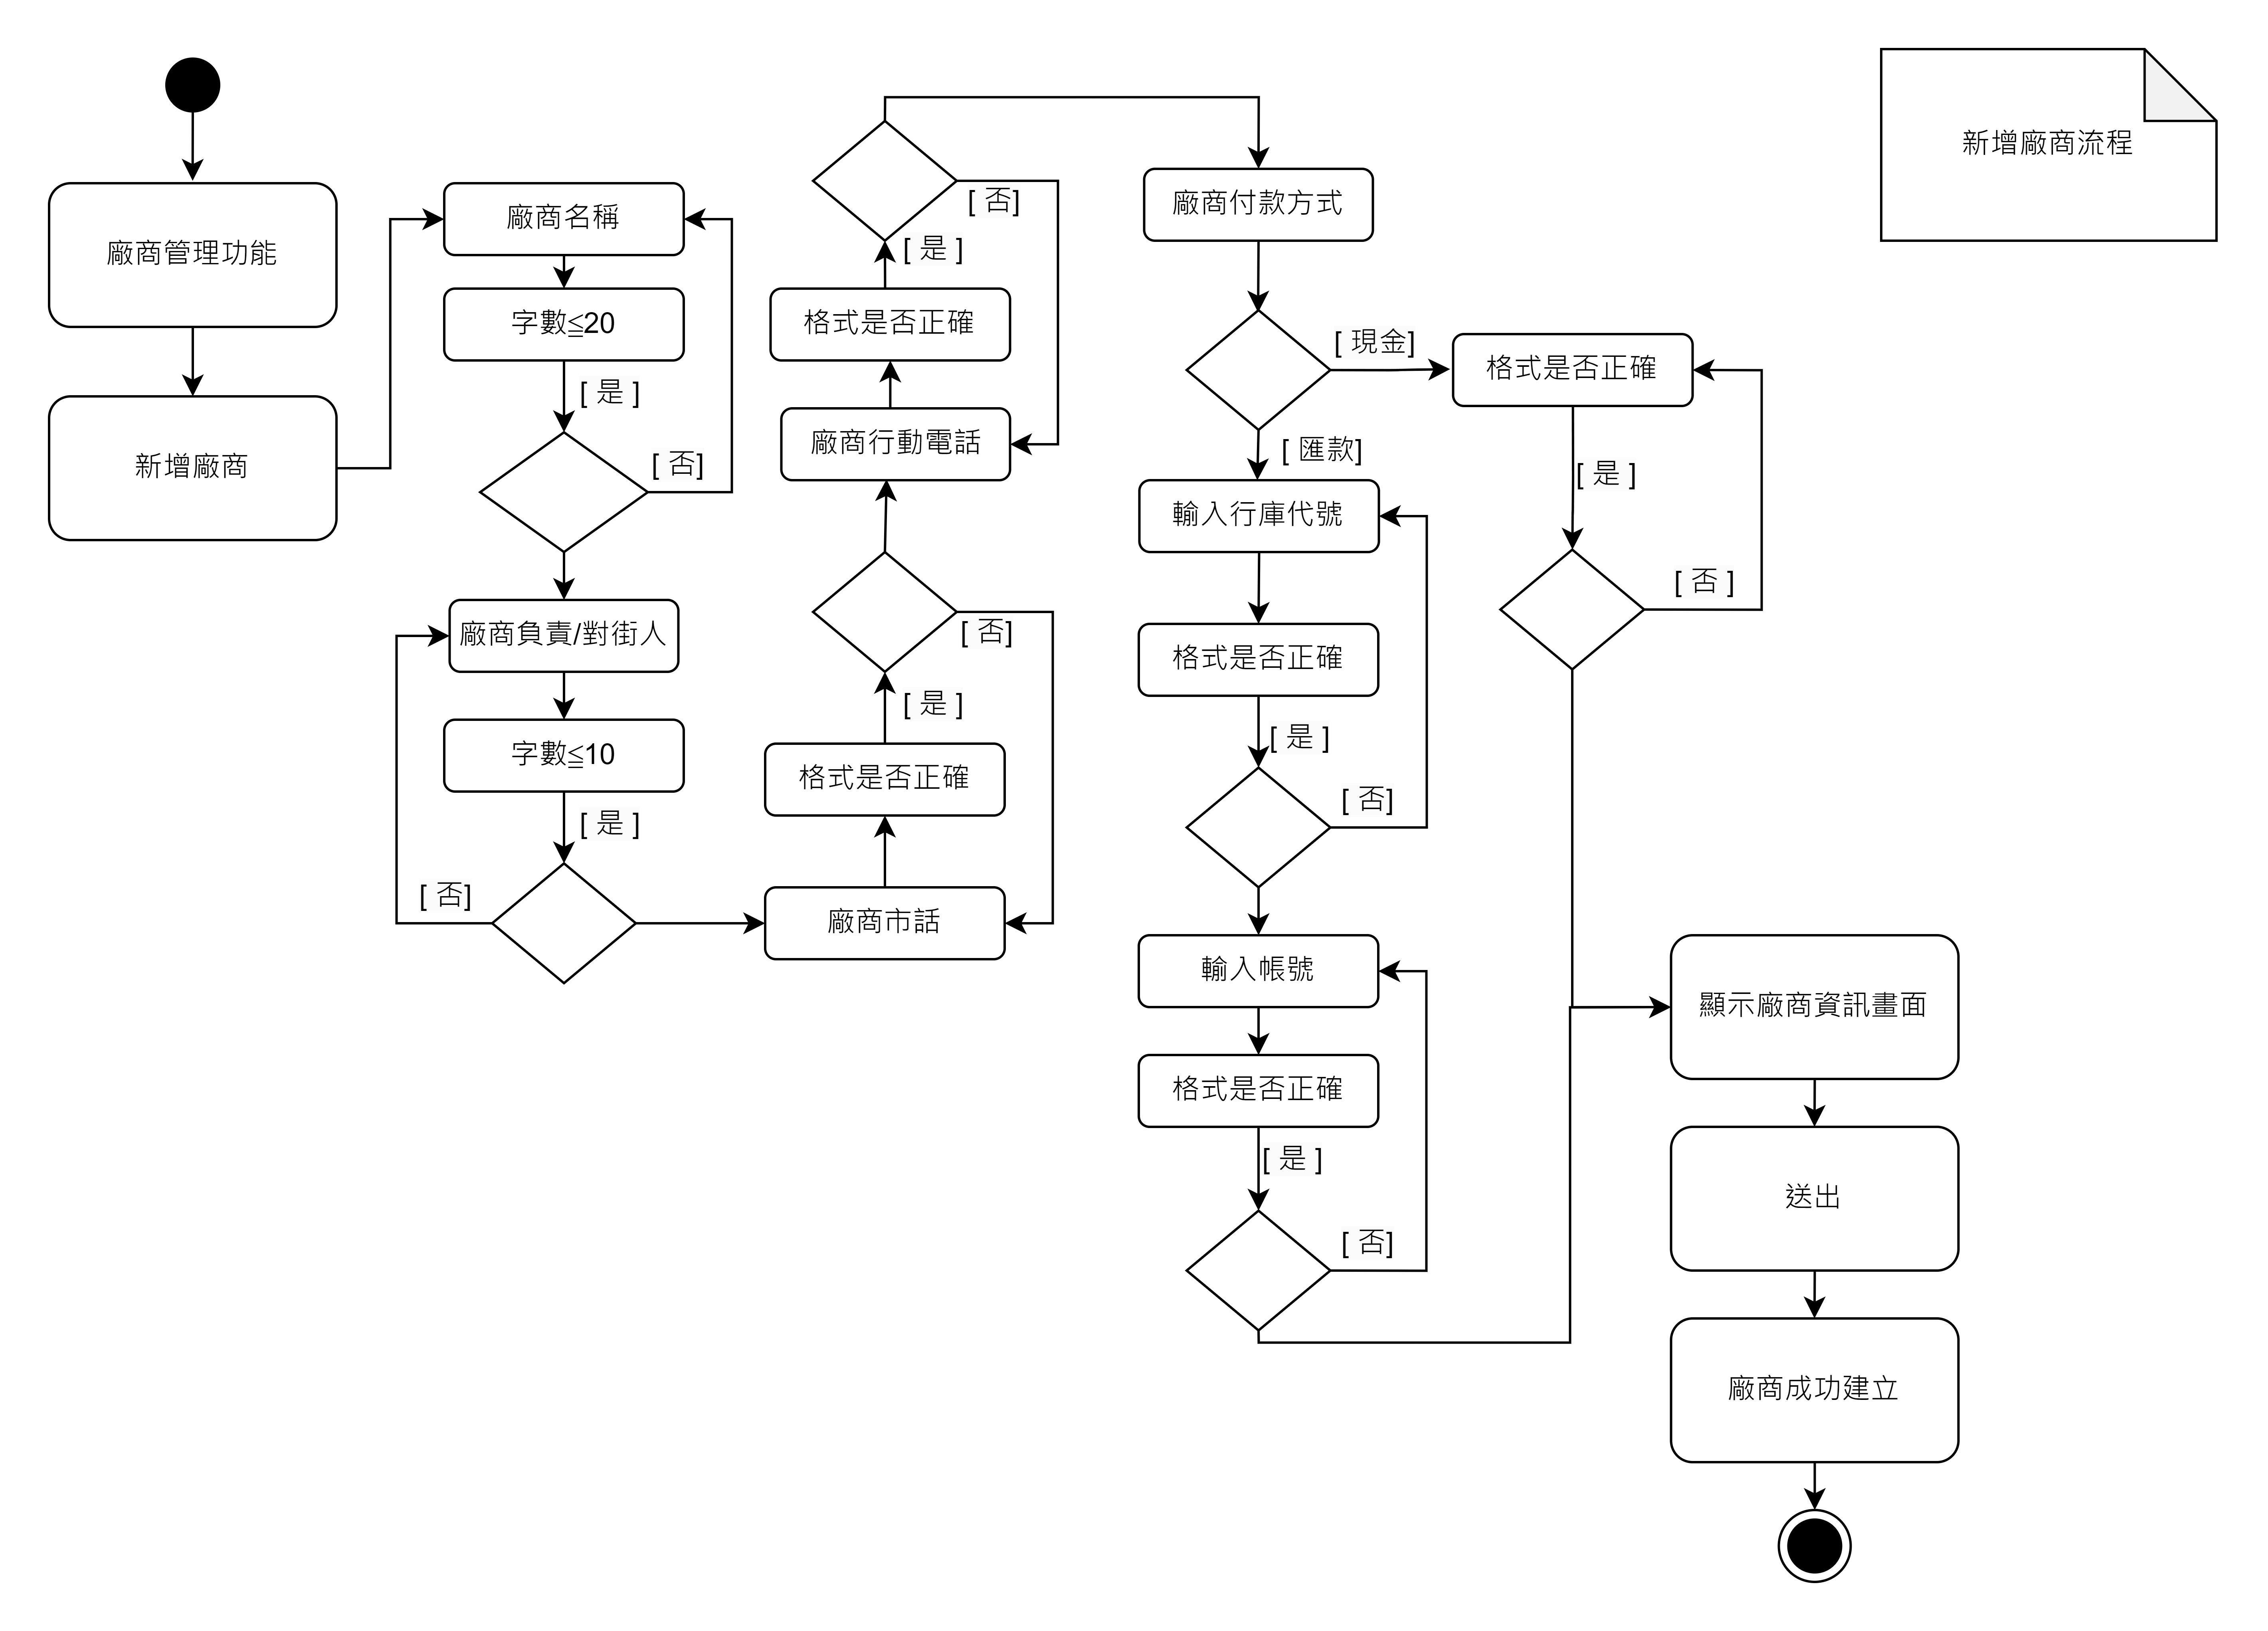 新增廠商流程
廠商管理功能
新增廠商
廠商名稱
字數≦20
[ 是 ]
[ 否]
廠商負責/對街人
字數≦10
[ 是 ]
[ 否]
廠商市話
格式是否正確
[ 是 ]
[ 否]
廠商行動電話
格式是否正確
[ 是 ]
[ 否]
廠商付款方式
[ 現金]
[ 匯款]
格式是否正確
[ 是 ]
[ 否 ]
輸入行庫代號
格式是否正確
[ 是 ]
[ 否]
輸入帳號
格式是否正確
[ 是 ]
[ 否]
顯示廠商資訊畫面
送出
廠商成功建立